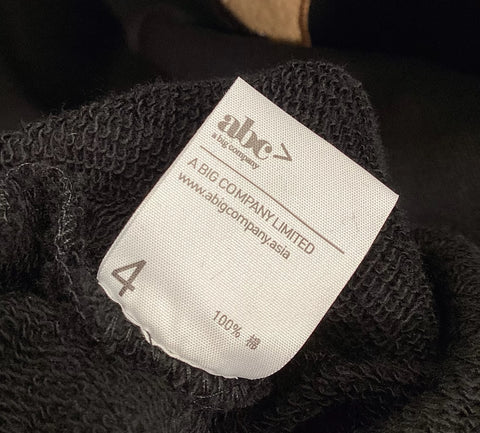 abc>
a big company
A BIG COMPANY LIMITED
www.abigcompany.asia
4
100% 棉